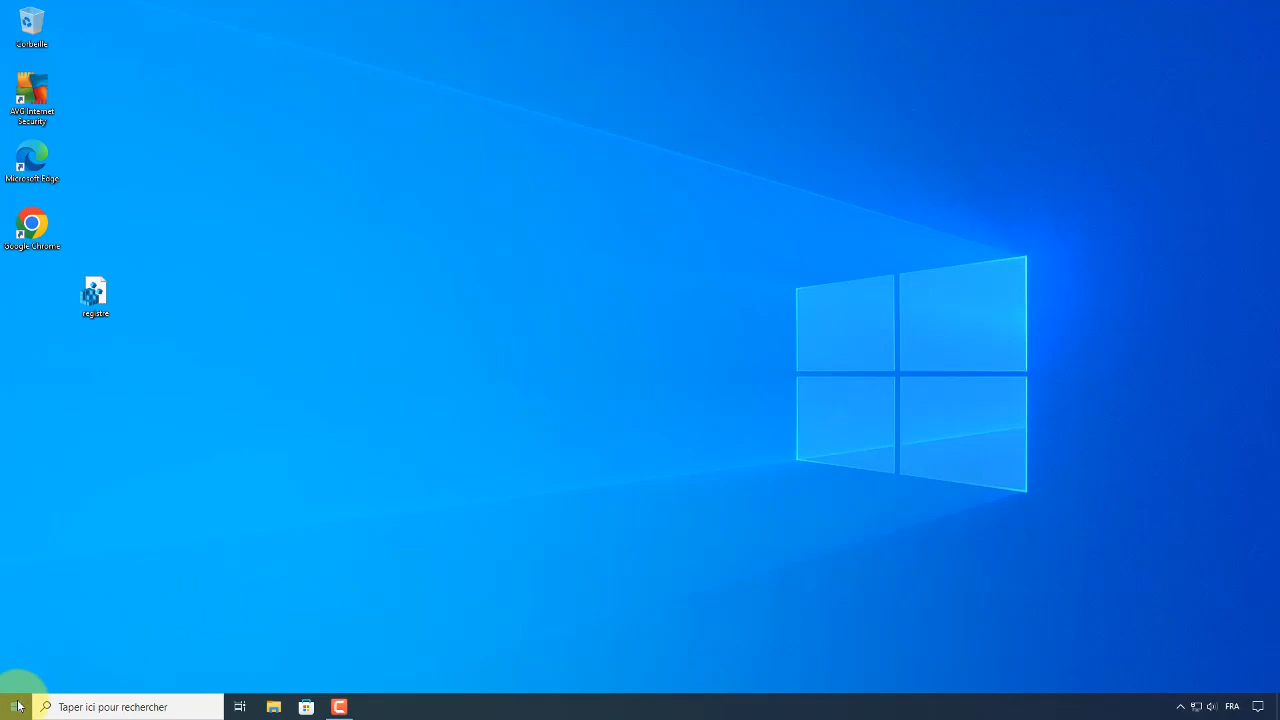 Corbeille
AVG Internet
Security
Microsoft Edge
Google Chrome
registre
Taper ici pour rechercher
FRA